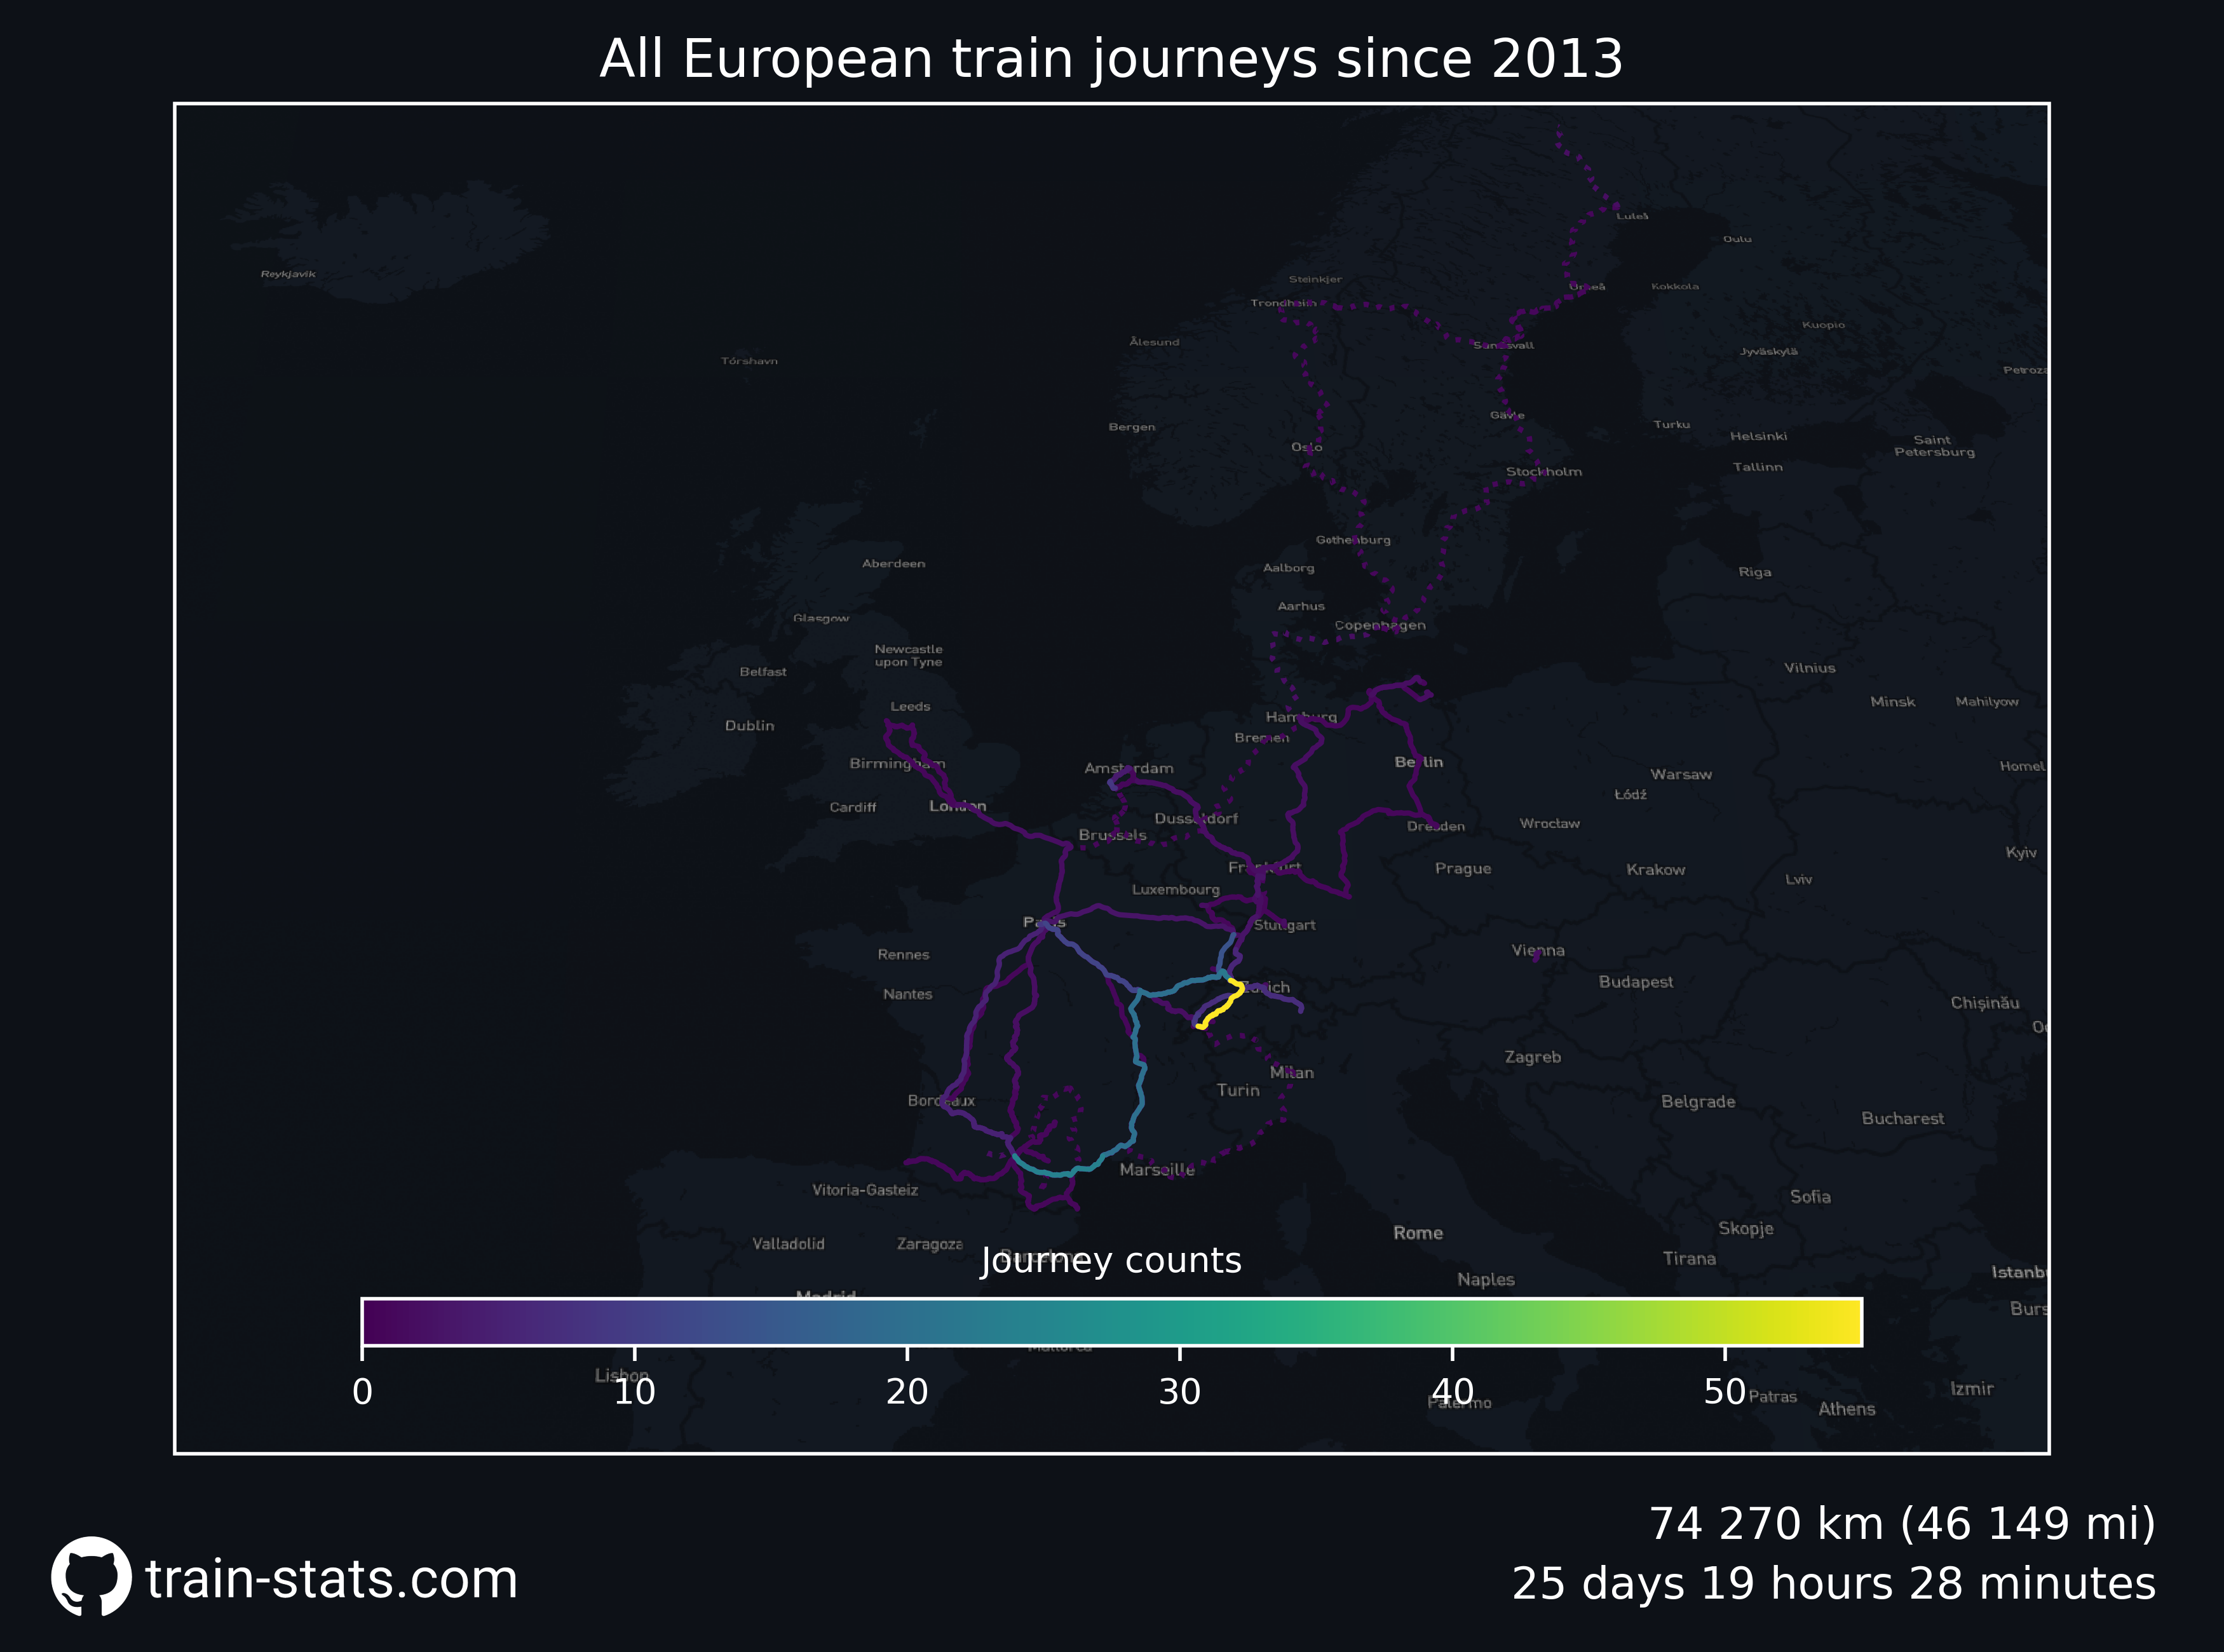 All European train journeys since 2013
Luleå
Oulu
Reykjavik
Steinkjer
Umeå
Kokkola
Trondheim
Kuopio
Ålesund
Sundsvall
Jyväskylä
Tórshavn
Gävle
Bergen
Turku
Helsinki
Saint
Petersburg
Oslo
Tallinn
Stockholm
Gothenburg
Aberdeen
Aalborg
Riga
Aarhus
Glasgow
Copenhagen
Newcastle
upon Tyne
Belfast
Vilnius
Leeds
Minsk
Mahilyow
Hamburg
Dublin
Bremen
Birmingham
Amsterdam
Berlin
Homel
Warsaw
Łódź
Cardiff
London
Dusseldorf
Dresden
Wrocław
Brussels
Kyiv
Frankfurt
Prague
Krakow
Lviv
Luxembourg
Paris
Stuttgart
Rennes
Vienna
Budapest
Zurich
Nantes
Chișinău
Zagreb
Milan
Turin
Bordeaux
Belgrade
Bucharest
Marseille
Vitoria-Gasteiz
Sofia
Skopje
Rome
Valladolid
Zaragoza
Barcelona
Tirana
Journey counts
Istanbu
Naples
Madrid
Burs
Mallorca
Lisbon
0 10 20 30 40 50
Izmir
Patras
Palermo
Athens
74 270 km (46 149 mi)
train-stats.com
25 days 19 hours 28 minutes